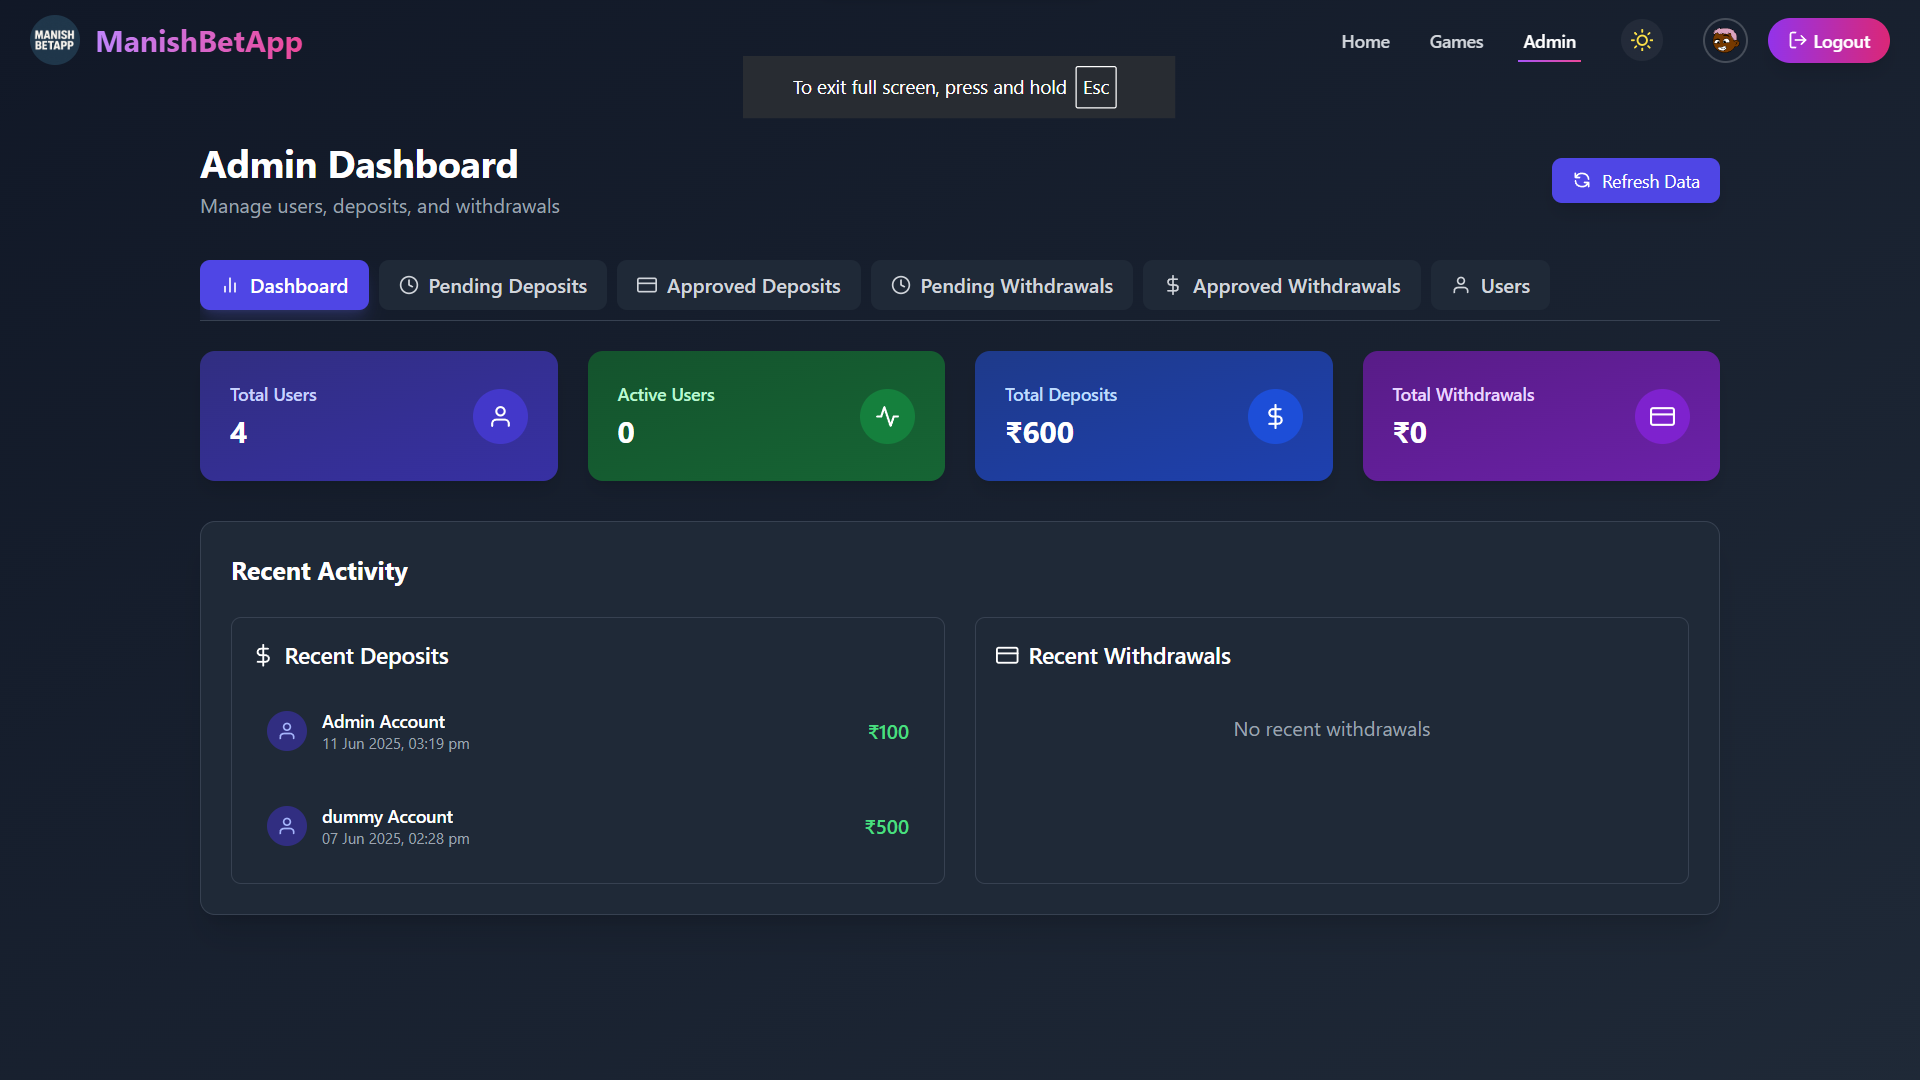 MANISH
BETAPP
ManishBetApp
Home
Games
Admin
Logout
To exit full screen, press and hold Esc
Admin Dashboard
Manage users, deposits, and withdrawals
Refresh Data
Dashboard
Pending Deposits
Approved Deposits
Pending Withdrawals
Approved Withdrawals
Users
Total Users
4
Active Users
0
Total Deposits
₹600
Total Withdrawals
₹0
Recent Activity
Recent Deposits
Admin Account
11 Jun 2025, 03:19 pm
₹100
dummy Account
07 Jun 2025, 02:28 pm
₹500
Recent Withdrawals
No recent withdrawals